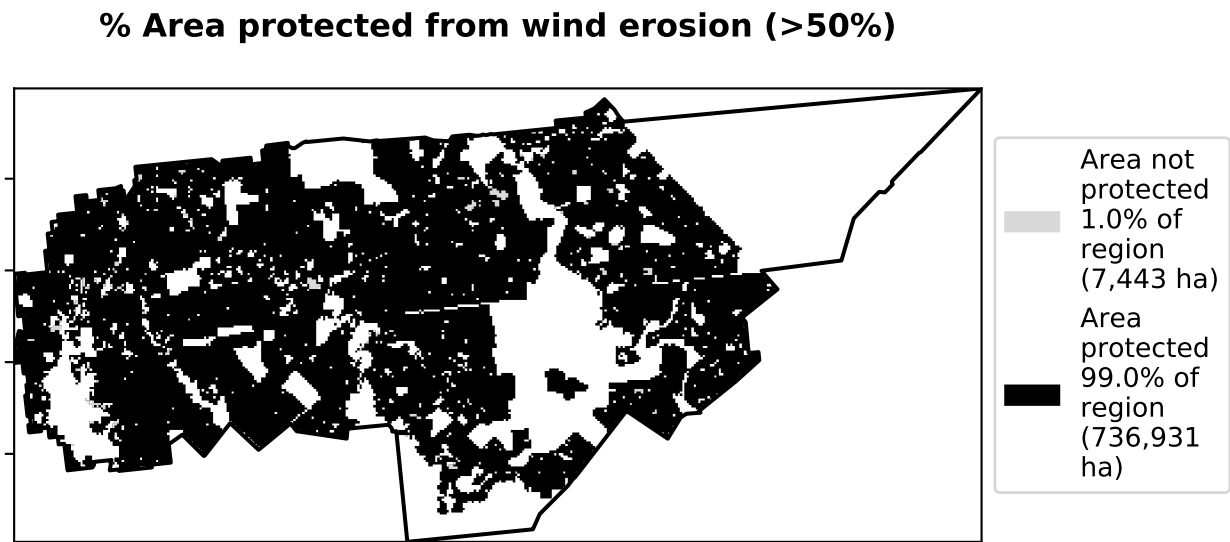 % Area protected from wind erosion (>50%)
Area not
protected
1.0% of
region
(7,443 ha)
Area
protected
99.0% of
region
(736,931
ha)